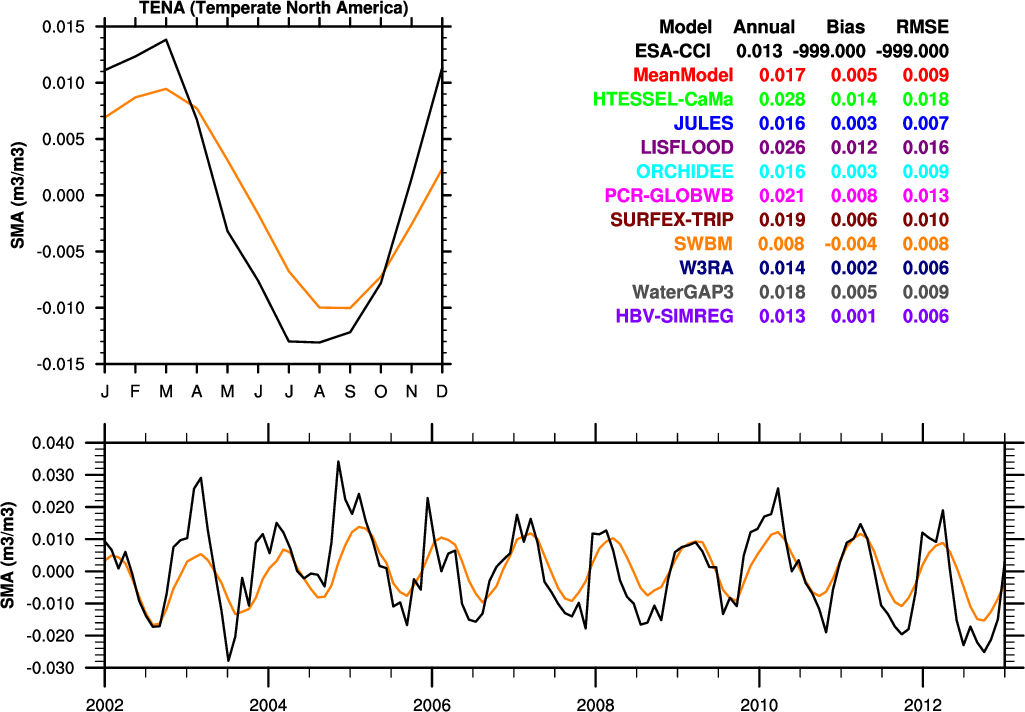 TENA (Temperate North America)
0.015
0.010
0.005
0.000
-0.005
-0.010
-0.015
SMA (m3/m3)
J F M A M J J A S O N D
Model Annual Bias RMSE
ESA-CCI 0.013 -999.000 -999.000
MeanModel 0.017 0.005 0.009
HTESSEL-CaMa 0.028 0.014 0.018
JULES 0.016 0.003 0.007
LISFLOOD 0.026 0.012 0.016
ORCHIDEE 0.016 0.003 0.009
PCR-GLOBWB 0.021 0.008 0.013
SURFEX-TRIP 0.019 0.006 0.010
SWBM 0.008 -0.004 0.008
W3RA 0.014 0.002 0.006
WaterGAP3 0.018 0.005 0.009
HBV-SIMREG 0.013 0.001 0.006
0.040
0.030
0.020
0.010
0.000
-0.010
-0.020
-0.030
SMA (m3/m3)
2002 2004 2006 2008 2010 2012